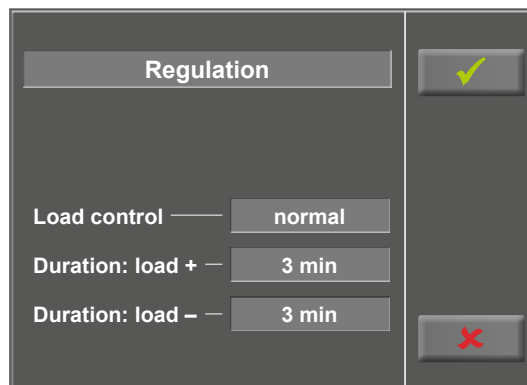 Regulation
Load control normal
Duration: load + 3 min
Duration: load – 3 min